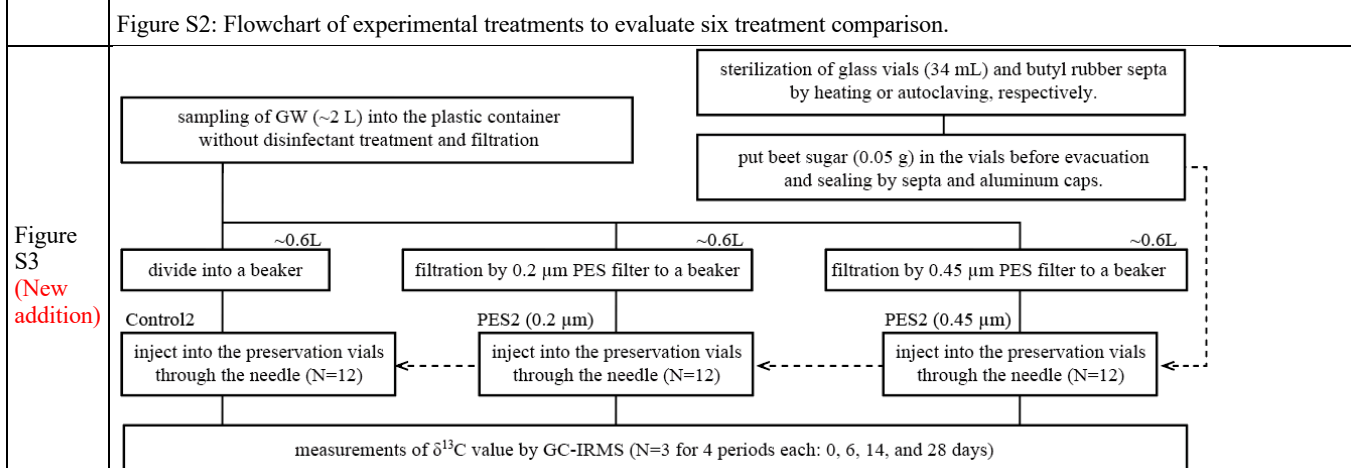 Figure S2: Flowchart of experimental treatments to evaluate six treatment comparison.
Figure
S3
(New
addition)
sterilization of glass vials (34 mL) and butyl rubber septa
by heating or autoclaving, respectively.
sampling of GW (~2 L) into the plastic container
without disinfectant treatment and filtration
put beet sugar (0.05 g) in the vials before evacuation
and sealing by septa and aluminum caps.
~0.6L
~0.6L
~0.6L
divide into a beaker
filtration by 0.2 µm PES filter to a beaker
filtration by 0.45 µm PES filter to a beaker
Control2
PES2 (0.2 µm)
PES2 (0.45 µm)
inject into the preservation vials
through the needle (N=12)
inject into the preservation vials
through the needle (N=12)
inject into the preservation vials
through the needle (N=12)
measurements of δ¹³C value by GC-IRMS (N=3 for 4 periods each: 0, 6, 14, and 28 days)